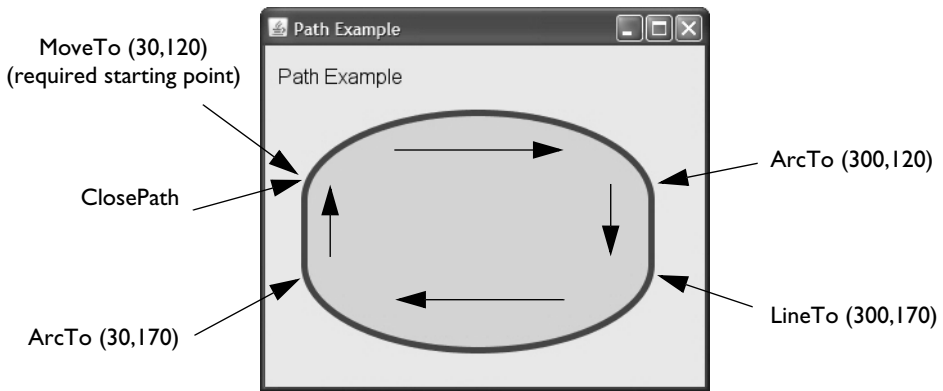 Path Example
MoveTo (30,120)
(required starting point)
Path Example
ArcTo (300,120)
ClosePath
LineTo (300,170)
ArcTo (30,170)